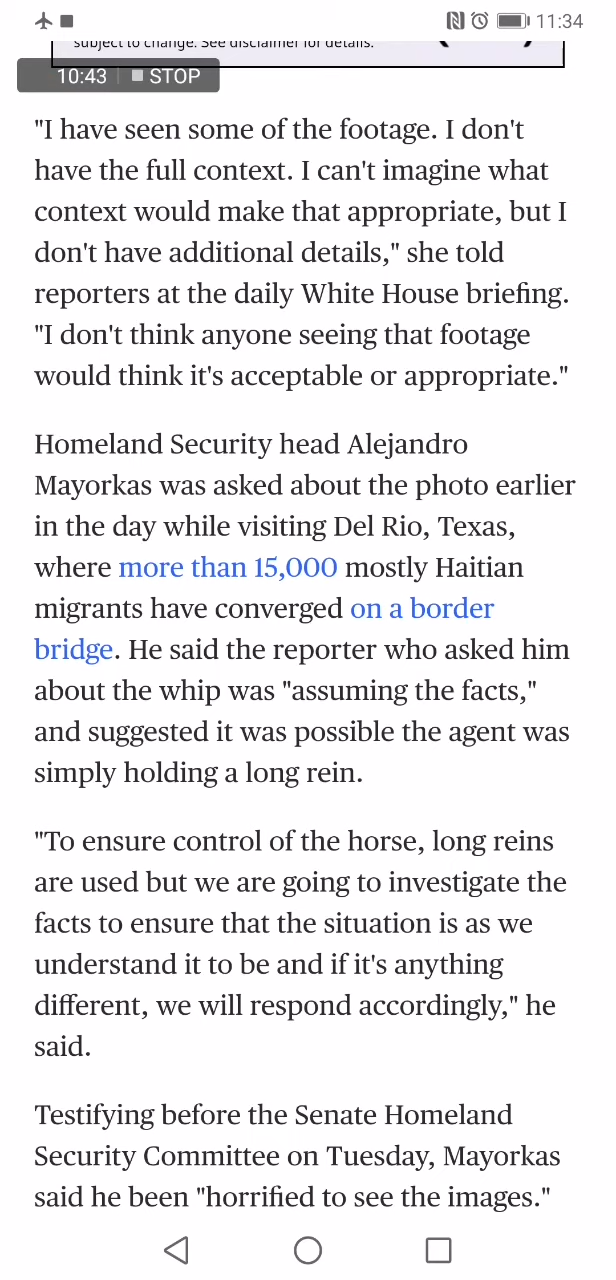 11:34
subject to change. See disclaimer for details.
10:43 STOP
"I have seen some of the footage. I don't
have the full context. I can't imagine what
context would make that appropriate, but I
don't have additional details," she told
reporters at the daily White House briefing.
"I don't think anyone seeing that footage
would think it's acceptable or appropriate."
Homeland Security head Alejandro
Mayorkas was asked about the photo earlier
in the day while visiting Del Rio, Texas,
where more than 15,000 mostly Haitian
migrants have converged on a border
bridge. He said the reporter who asked him
about the whip was "assuming the facts,"
and suggested it was possible the agent was
simply holding a long rein.
"To ensure control of the horse, long reins
are used but we are going to investigate the
facts to ensure that the situation is as we
understand it to be and if it's anything
different, we will respond accordingly," he
said.
Testifying before the Senate Homeland
Security Committee on Tuesday, Mayorkas
said he been "horrified to see the images."